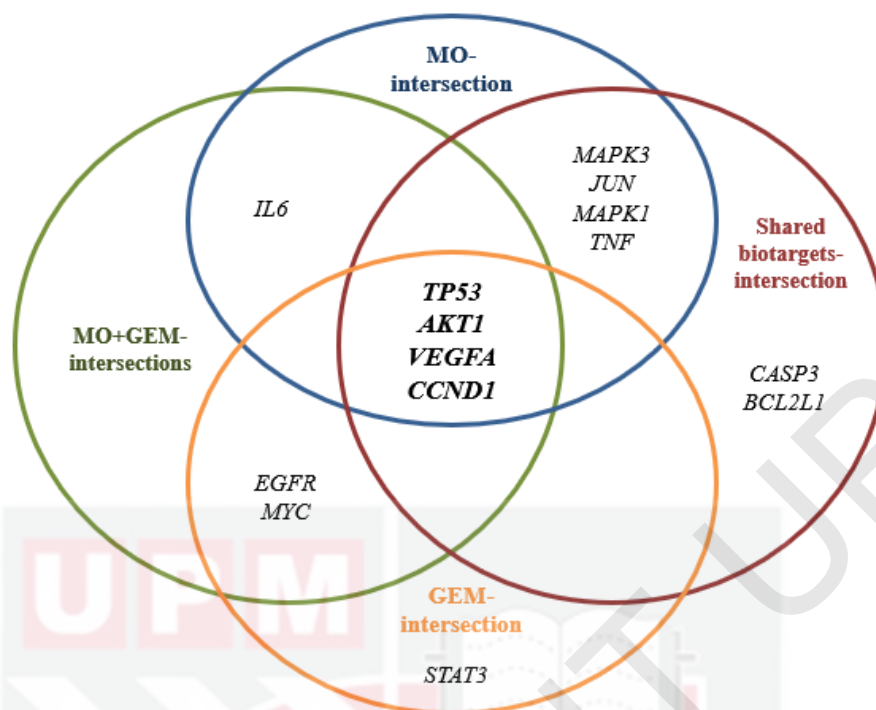 MO-
intersection
MAPK3
JUN
MAPK1
TNF
IL6
Shared
biotargets-
intersection
TP53
AKT1
VEGFA
CCND1
MO+GEM-
intersections
CASP3
BCL2L1
EGFR
MYC
GEM-
intersection
STAT3
UPM